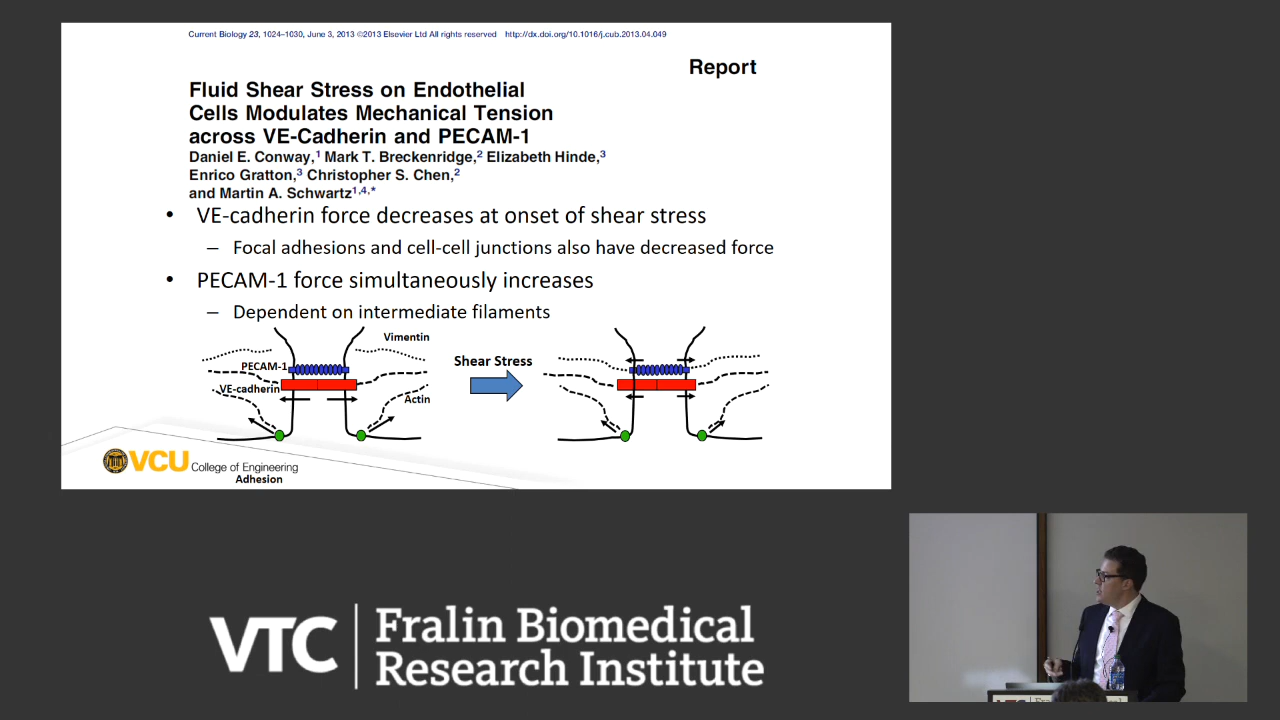 Current Biology 23, 1024–1030, June 3, 2013 ©2013 Elsevier Ltd All rights reserved http://dx.doi.org/10.1016/j.cub.2013.04.049
Report
Fluid Shear Stress on Endothelial
Cells Modulates Mechanical Tension
across VE-Cadherin and PECAM-1
Daniel E. Conway,1 Mark T. Breckenridge,2 Elizabeth Hinde,3
Enrico Gratton,3 Christopher S. Chen,2
and Martin A. Schwartz1,4,*
• VE-cadherin force decreases at onset of shear stress
– Focal adhesions and cell-cell junctions also have decreased force
• PECAM-1 force simultaneously increases
– Dependent on intermediate filaments
Vimentin
PECAM-1
Shear Stress
VE-cadherin
Actin
VCU College of Engineering
Adhesion
VTC Fralin Biomedical
Research Institute
VTC